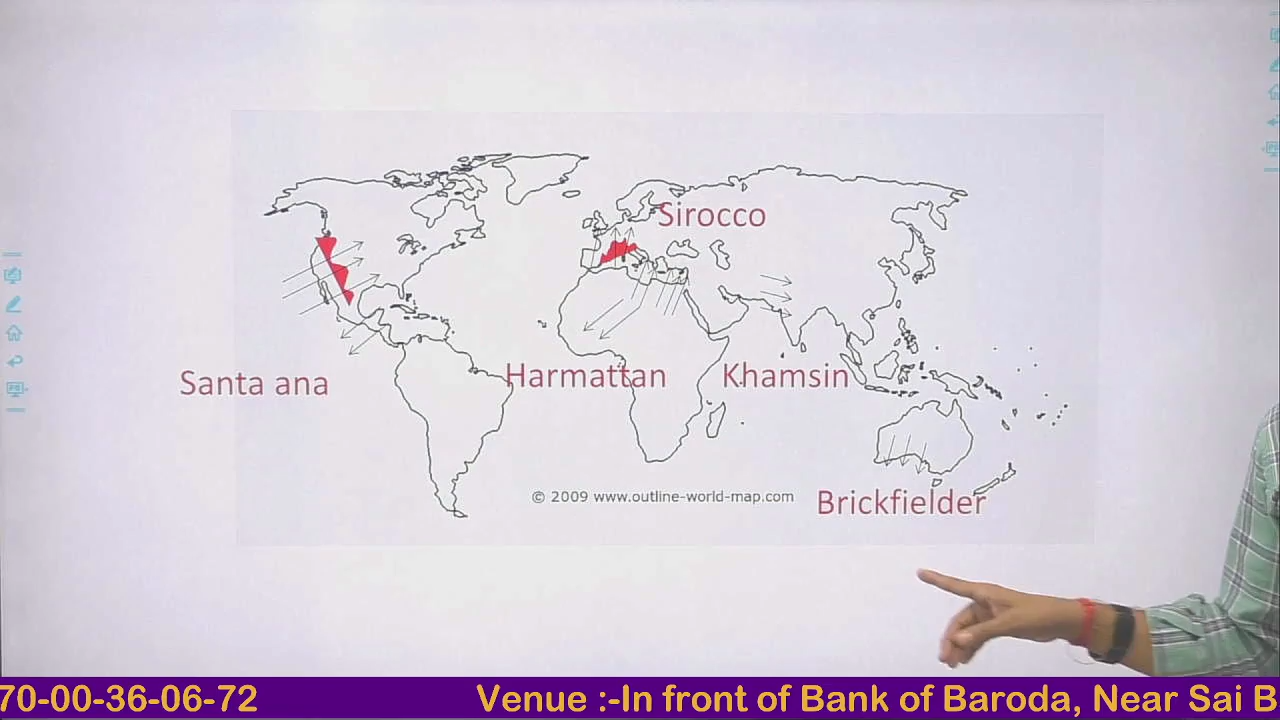 Sirocco
Santa ana
Harmattan
Khamsin
© 2009 www.outline-world-map.com
Brickfielder
70-00-36-06-72
Venue :-In front of Bank of Baroda, Near Sai B